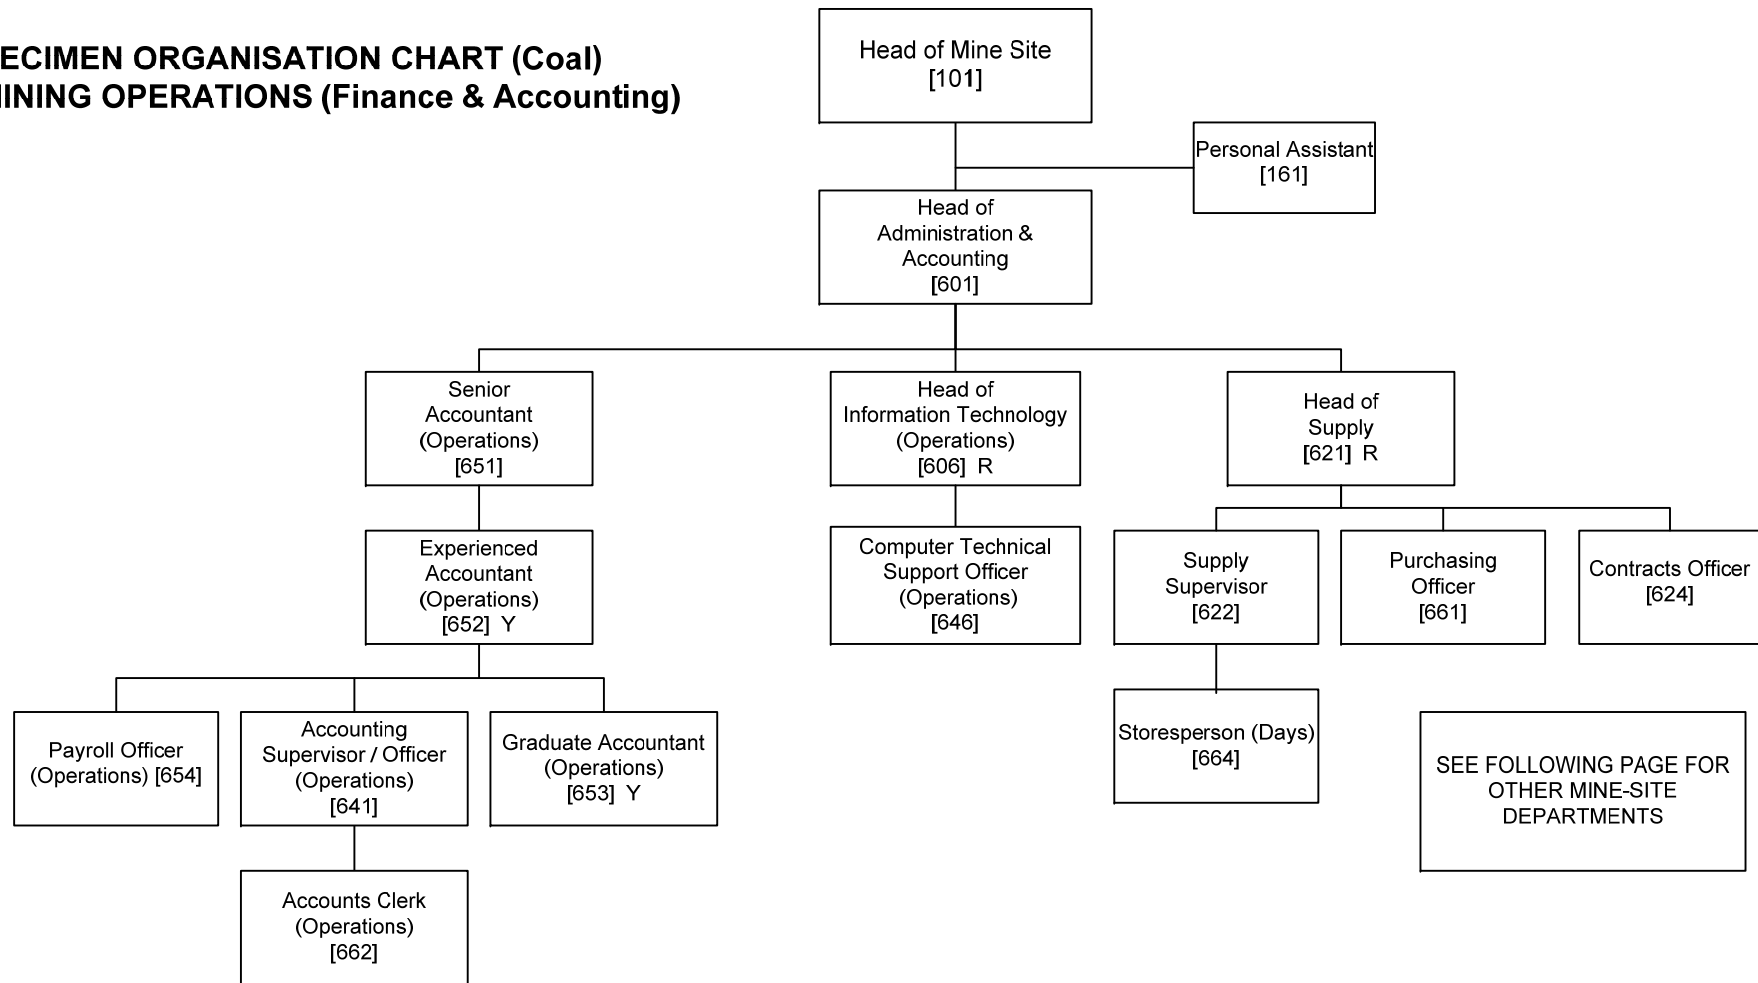 ECIMEN ORGANISATION CHART (Coal)
INING OPERATIONS (Finance & Accounting)
Head of Mine Site
[101]
Personal Assistant
[161]
Head of
Administration &
Accounting
[601]
Senior
Accountant
(Operations)
[651]
Head of
Information Technology
(Operations)
[606] R
Head of
Supply
[621] R
Experienced
Accountant
(Operations)
[652] Y
Computer Technical
Support Officer
(Operations)
[646]
Supply
Supervisor
[622]
Purchasing
Officer
[661]
Contracts Officer
[624]
Payroll Officer
(Operations) [654]
Accounting
Supervisor / Officer
(Operations)
[641]
Graduate Accountant
(Operations)
[653] Y
Storesperson (Days)
[664]
SEE FOLLOWING PAGE FOR
OTHER MINE-SITE
DEPARTMENTS
Accounts Clerk
(Operations)
[662]